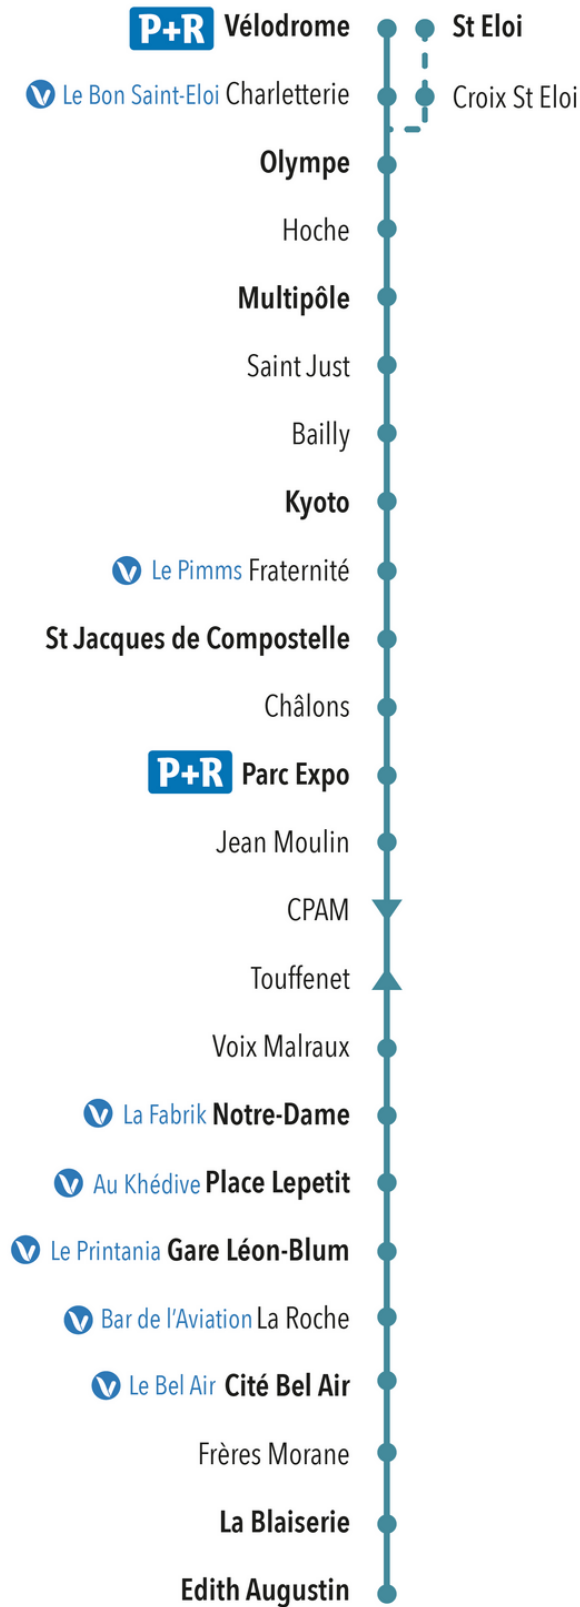 P+R Vélodrome St Eloi
Le Bon Saint-Eloi Charletterie Croix St Eloi
Olympe
Hoche
Multipôle
Saint Just
Bailly
Kyoto
Le Pimms Fraternité
St Jacques de Compostelle
Châlons
P+R Parc Expo
Jean Moulin
CPAM
Touffenet
Voix Malraux
La Fabrik Notre-Dame
Au Khédive Place Lepetit
Le Printania Gare Léon-Blum
Bar de l'Aviation La Roche
Le Bel Air Cité Bel Air
Frères Morane
La Blaiserie
Edith Augustin